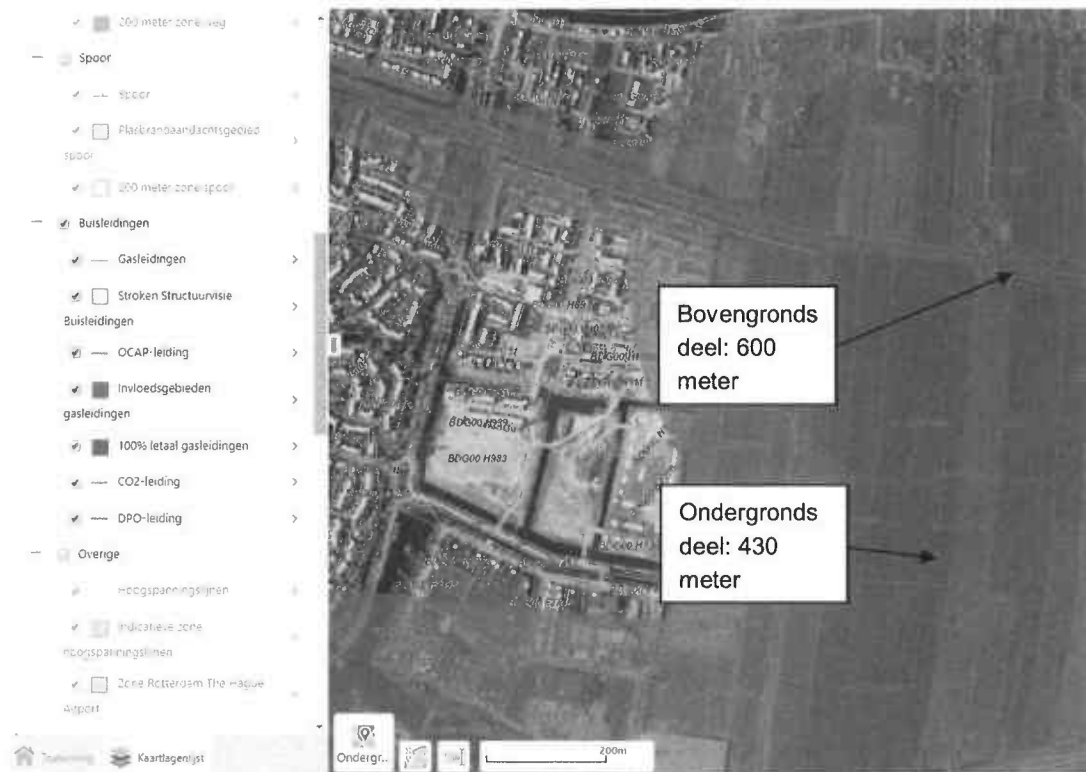 200 meter zone weg
Spoor
Spoor
Plasbrandaandachtsgebied
spoor
200 meter zone spoor
Buisleidingen
Gasleidingen
Stroken Structuurvisie
Buisleidingen
OCAP-leiding
Invloedsgebieden
gasleidingen
100% letaal gasleidingen
CO2-leiding
DPO-leiding
Overige
Hoogspanningslijnen
Indicatieve zone
hoogspanningslijnen
Zone Rotterdam The Hague
Airport
Kaartlagenlijst
Bovengronds
deel: 600
meter
BDG00 H983
Ondergronds
deel: 430
meter
Ondergr..
200m